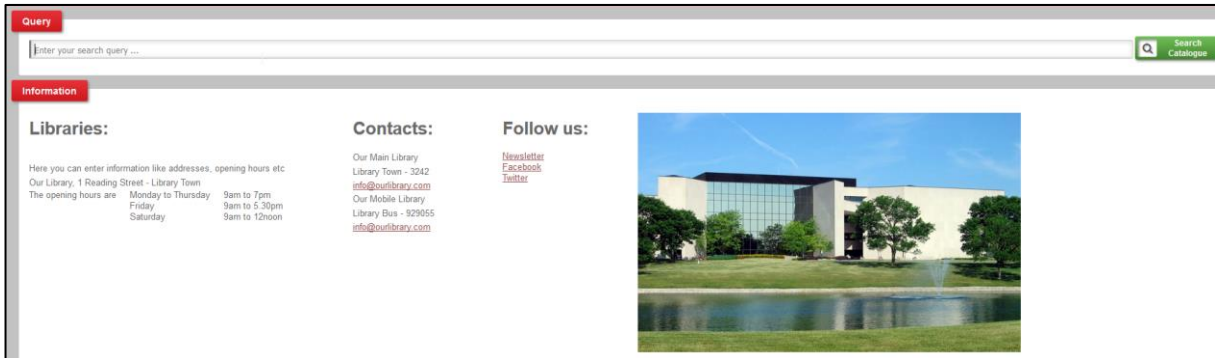 Query
Enter your search query ...
Search
Catalogue
Information
Libraries:
Here you can enter information like addresses, opening hours etc
Our Library, 1 Reading Street - Library Town
The opening hours are Monday to Thursday 9am to 7pm
Friday 9am to 5.30pm
Saturday 9am to 12noon
Contacts:
Our Main Library
Library Town - 3242
info@ourlibrary.com
Our Mobile Library
Library Bus - 929055
info@ourlibrary.com
Follow us:
Newsletter
Facebook
Twitter